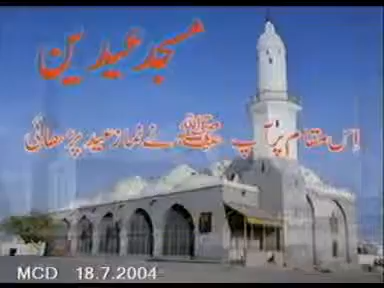 مسجد عیدین
اس مقام پر آپ ﷺ نے نماز عید پڑھائی
MCD 18.7.2004